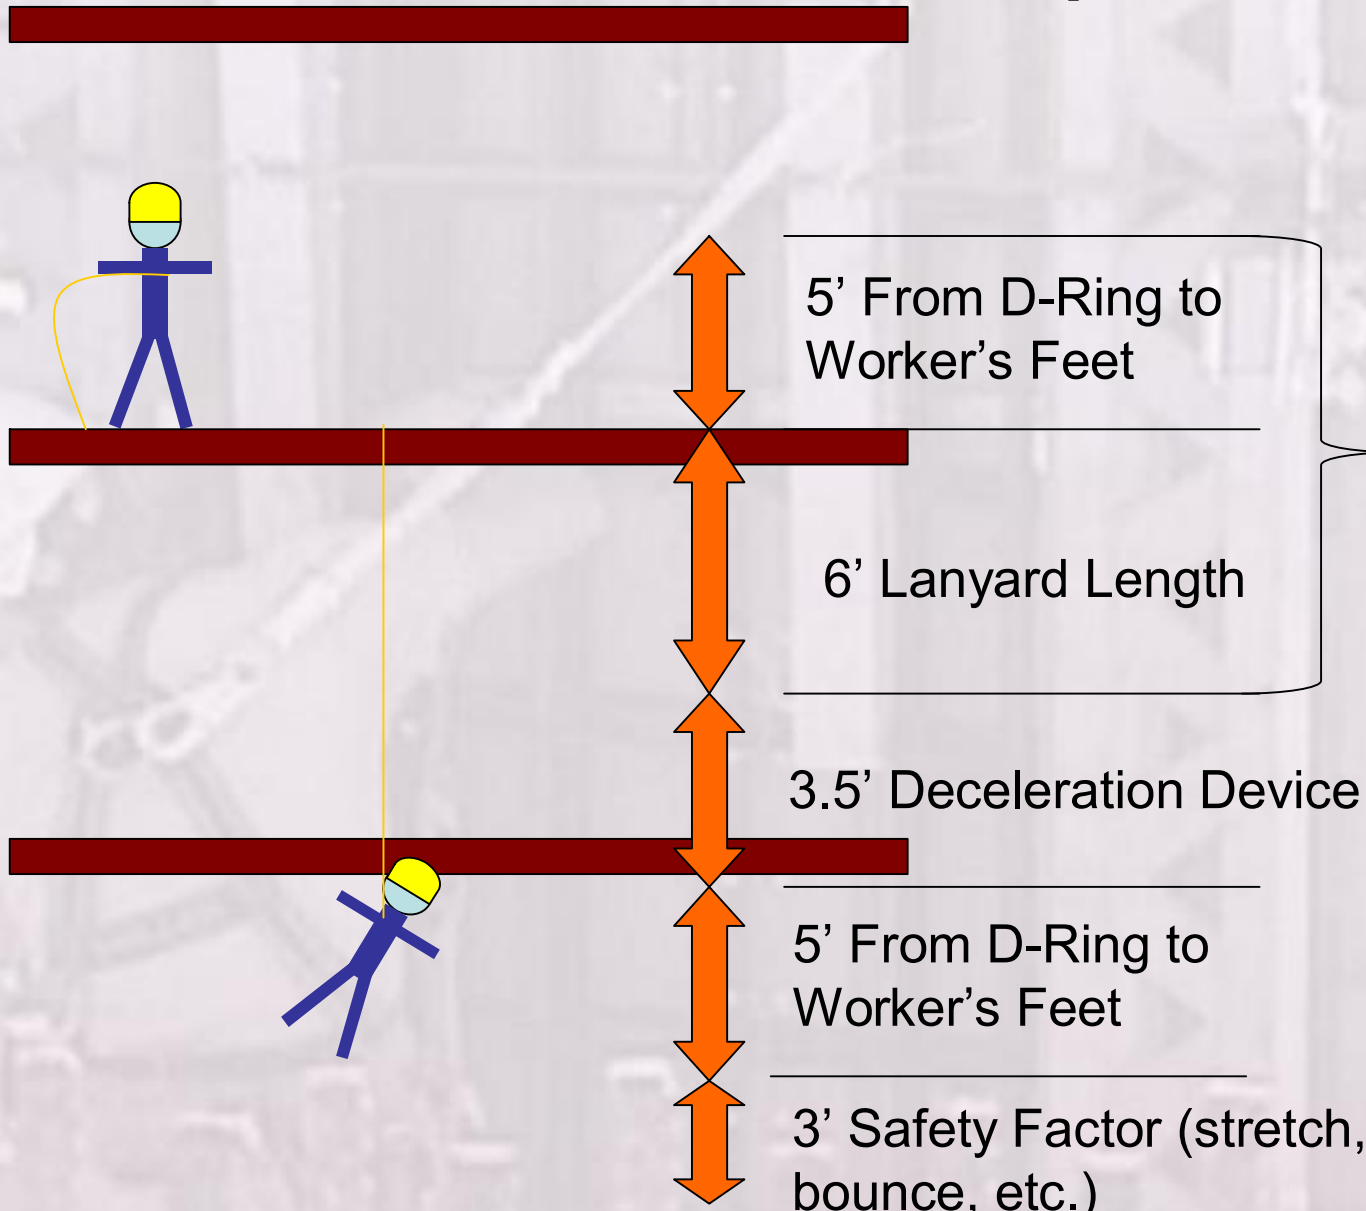 5’ From D-Ring to
Worker’s Feet
6’ Lanyard Length
3.5’ Deceleration Device
5’ From D-Ring to
Worker’s Feet
3’ Safety Factor (stretch,
bounce, etc.)